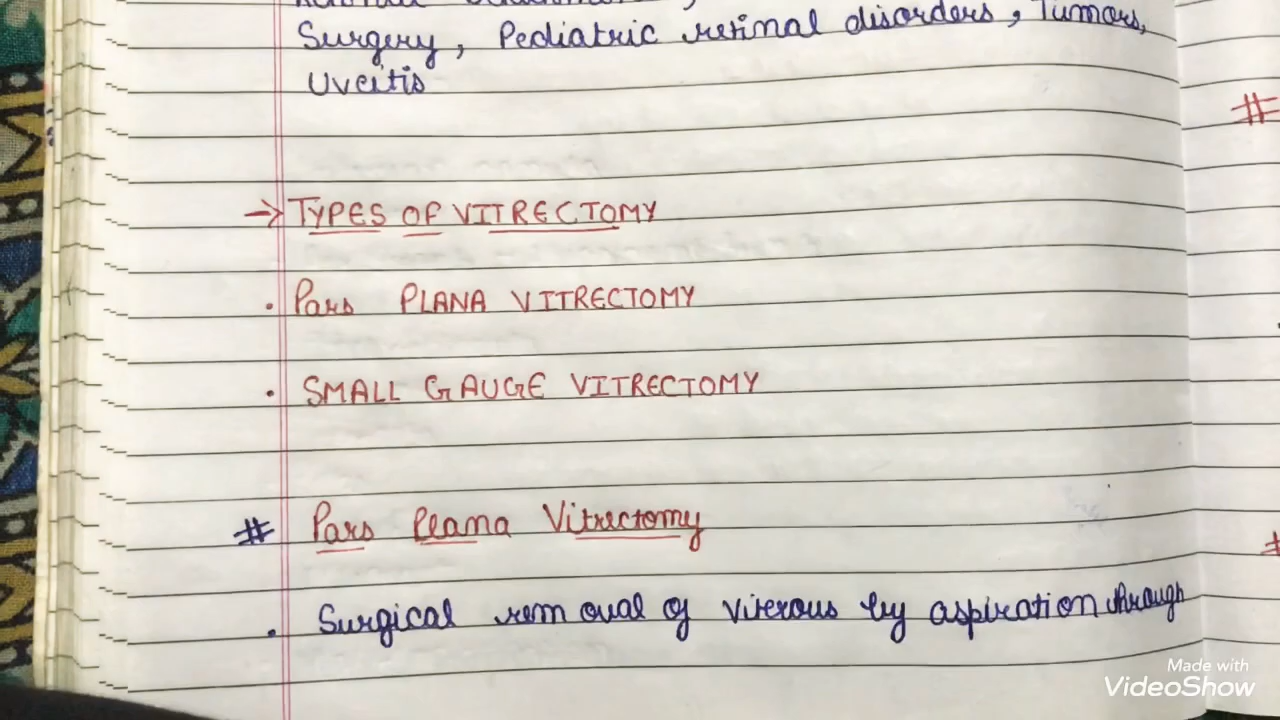 Surgery, Pediatric retinal disorders, Tumors,
Uveitis
→ TYPES OF VITRECTOMY
• Pars PLANA VITRECTOMY
• SMALL GAUGE VITRECTOMY
# Pars Plana Vitrectomy
• Surgical removal of viterous by aspiration through
#
Made with
VideoShow